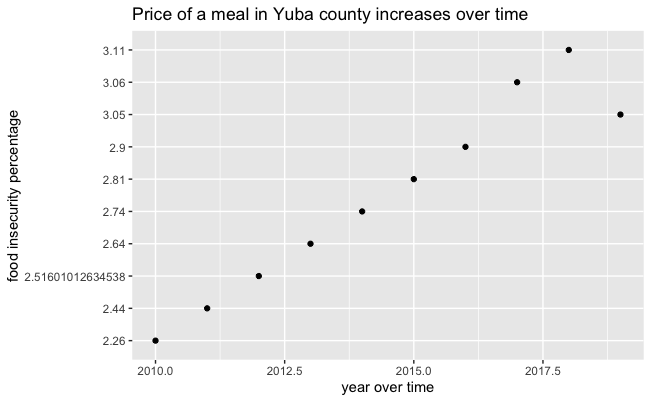 Price of a meal in Yuba county increases over time
food insecurity percentage
3.11
3.06
3.05
2.9
2.81
2.74
2.64
2.51601012634538
2.44
2.26
2010.0 2012.5 2015.0 2017.5
year over time